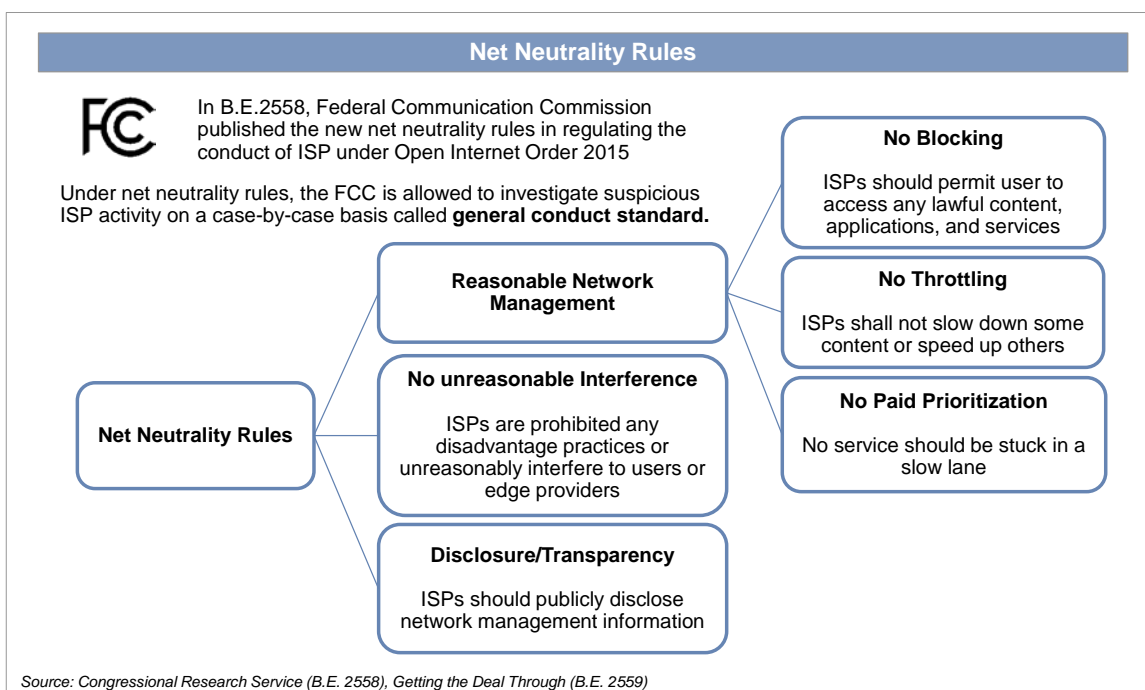 Net Neutrality Rules
FCC
In B.E.2558, Federal Communication Commission
published the new net neutrality rules in regulating the
conduct of ISP under Open Internet Order 2015
Under net neutrality rules, the FCC is allowed to investigate suspicious
ISP activity on a case-by-case basis called general conduct standard.
Net Neutrality Rules
Reasonable Network
Management
No unreasonable Interference
ISPs are prohibited any
disadvantage practices or
unreasonably interfere to users or
edge providers
Disclosure/Transparency
ISPs should publicly disclose
network management information
No Blocking
ISPs should permit user to
access any lawful content,
applications, and services
No Throttling
ISPs shall not slow down some
content or speed up others
No Paid Prioritization
No service should be stuck in a
slow lane
Source: Congressional Research Service (B.E. 2558), Getting the Deal Through (B.E. 2559)